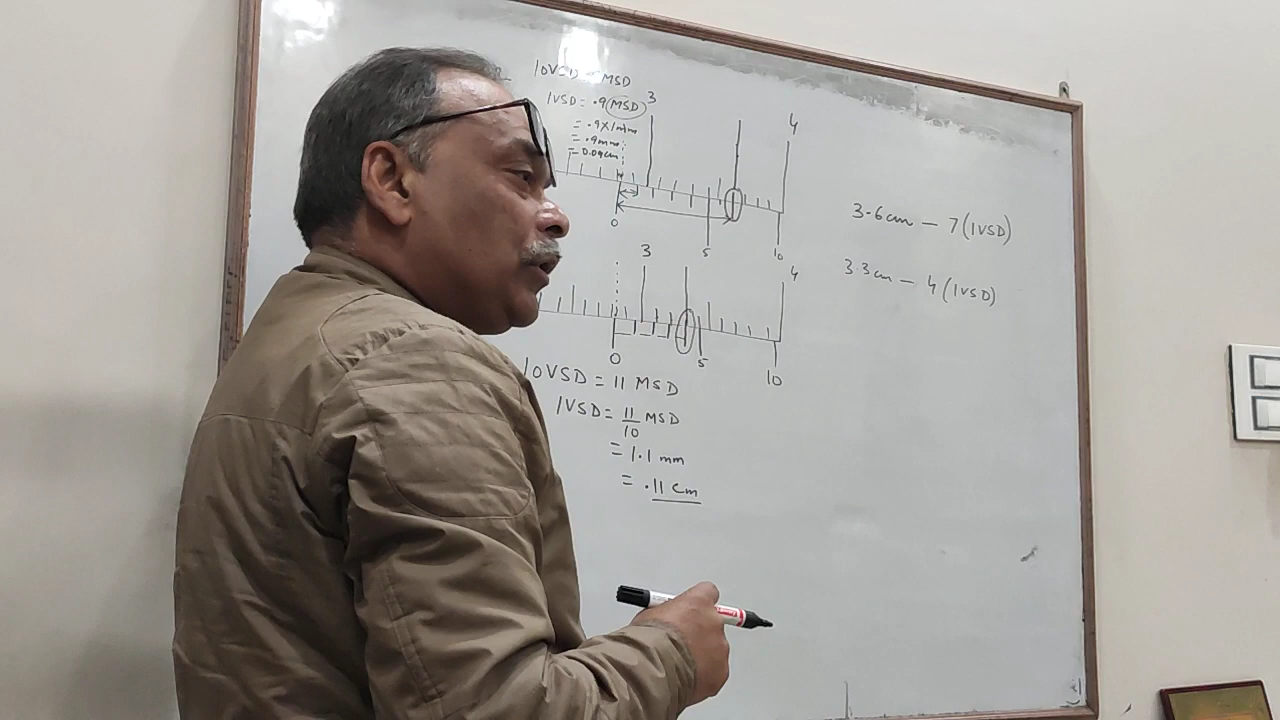 10VSD = MSD
1VSD = .9(MSD)
= .9X1mm
= .9mm
= 0.09cm
3
4
0
5
10
3.6cm - 7(1VSD)
3.3cm - 4(1VSD)
3
4
0
5
10
10VSD = 11 MSD
1VSD = 11/10 MSD
= 1.1 mm
= .11 cm